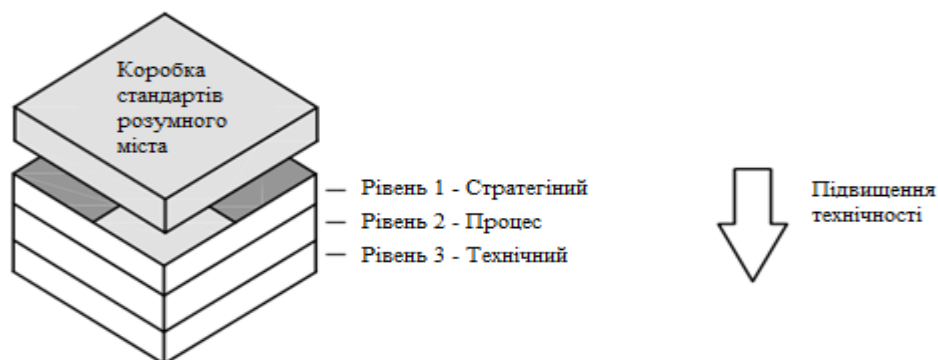 Коробка
стандартів
розумного
міста
Рівень 1 - Стратегіний
Рівень 2 - Процес
Рівень 3 - Технічний
Підвищення
технічності